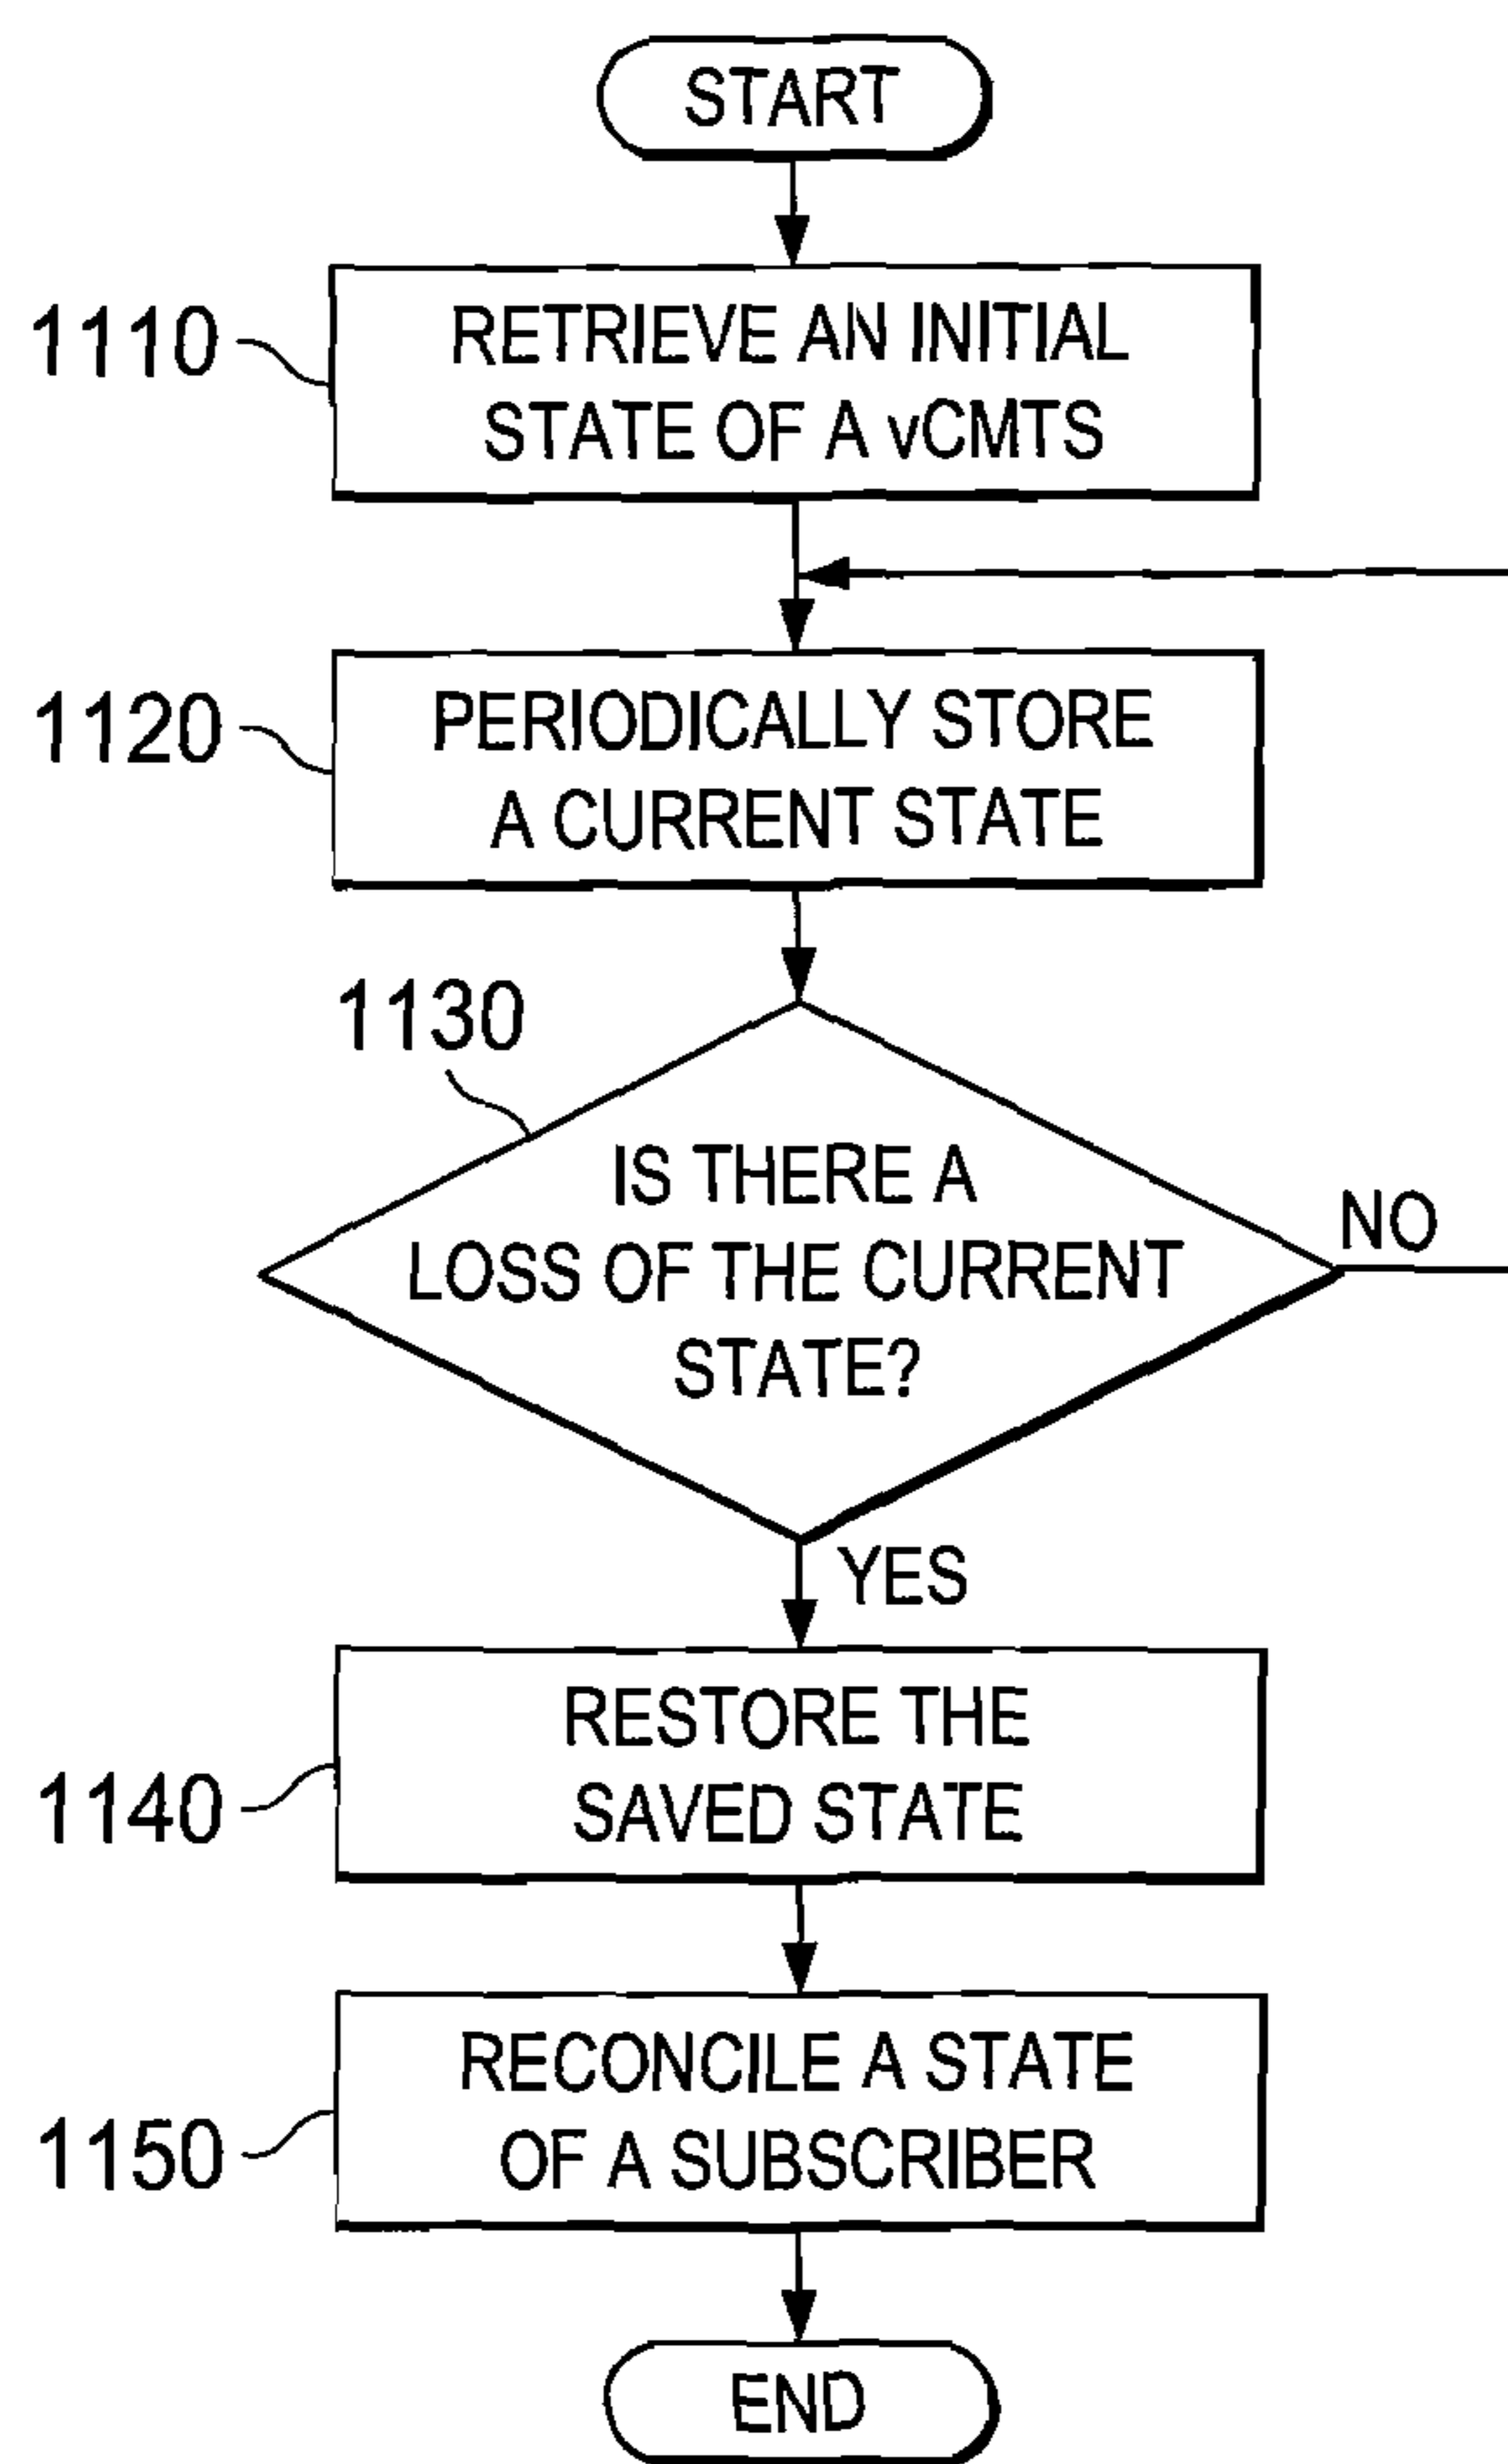 START
1110
RETRIEVE AN INITIAL
STATE OF A vCMTS
1120
PERIODICALLY STORE
A CURRENT STATE
1130
IS THERE A
LOSS OF THE CURRENT
STATE?
NO
YES
1140
RESTORE THE
SAVED STATE
1150
RECONCILE A STATE
OF A SUBSCRIBER
END